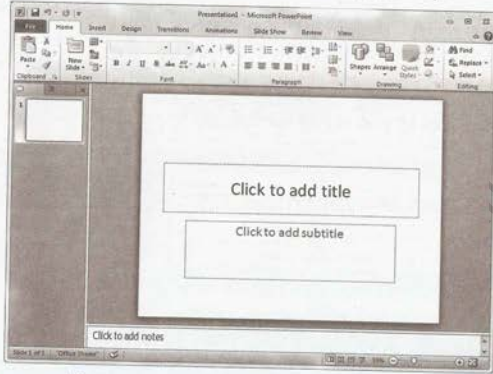 Presentation1 - Microsoft PowerPoint
File Home Insert Design Transitions Animations Slide Show Review View
Paste
New
Slide
Shapes Arrange Quick
Styles
Find
Replace
Select
Clipboard Slides Font Paragraph Drawing Editing
1
Click to add title
Click to add subtitle
Click to add notes
Slide 1 of 1 "Office Theme"